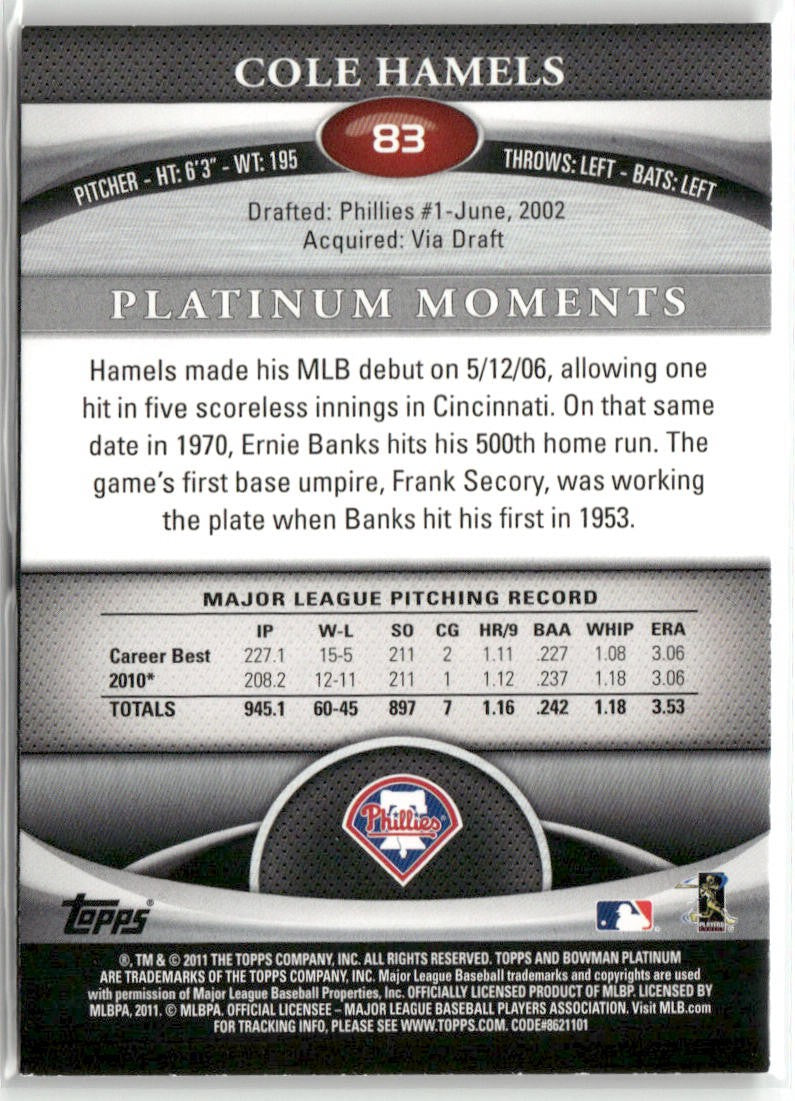 COLE HAMELS
83
PITCHER - HT: 6'3" - WT: 195
THROWS: LEFT - BATS: LEFT
Drafted: Phillies #1-June, 2002
Acquired: Via Draft
PLATINUM MOMENTS
Hamels made his MLB debut on 5/12/06, allowing one
hit in five scoreless innings in Cincinnati. On that same
date in 1970, Ernie Banks hits his 500th home run. The
game's first base umpire, Frank Secory, was working
the plate when Banks hit his first in 1953.
MAJOR LEAGUE PITCHING RECORD
IP W-L SO CG HR/9 BAA WHIP ERA
Career Best 227.1 15-5 211 2 1.11 .227 1.08 3.06
2010* 208.2 12-11 211 1 1.12 .237 1.18 3.06
TOTALS 945.1 60-45 897 7 1.16 .242 1.18 3.53
Phillies
Topps®
®, TM & © 2011 THE TOPPS COMPANY, INC. ALL RIGHTS RESERVED. TOPPS AND BOWMAN PLATINUM
ARE TRADEMARKS OF THE TOPPS COMPANY, INC. Major League Baseball trademarks and copyrights are used
with permission of Major League Baseball Properties, Inc. OFFICIALLY LICENSED PRODUCT OF MLBP. LICENSED BY
MLBPA, 2011. © MLBPA. OFFICIAL LICENSEE – MAJOR LEAGUE BASEBALL PLAYERS ASSOCIATION. Visit MLB.com
FOR TRACKING INFO, PLEASE SEE WWW.TOPPS.COM. CODE#8621101